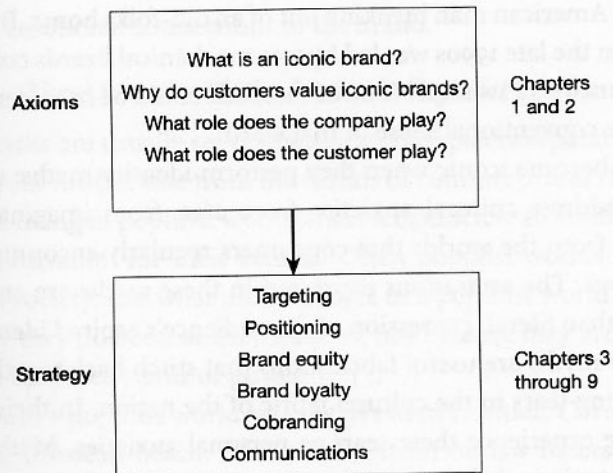 What is an iconic brand?
Why do customers value iconic brands?
Axioms
What role does the company play?
What role does the customer play?
Chapters
1 and 2
Targeting
Positioning
Brand equity
Strategy
Brand loyalty
Cobranding
Communications
Chapters 3
through 9